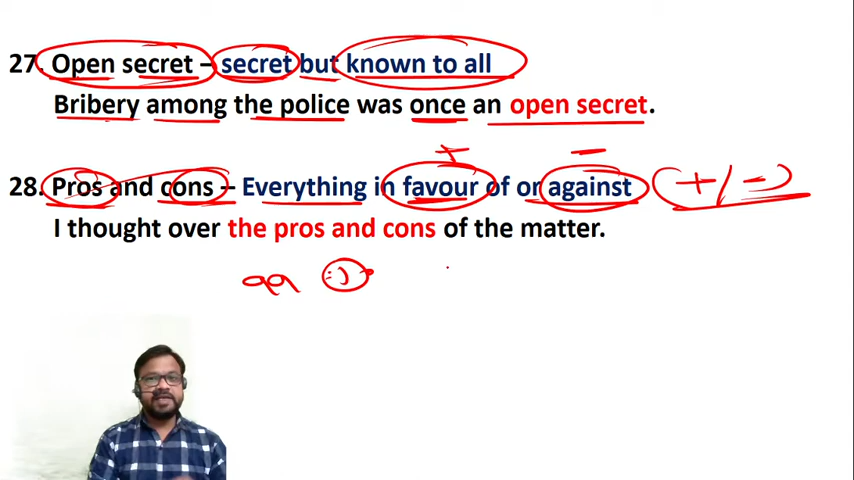 27. Open secret – secret but known to all
Bribery among the police was once an open secret.
+ –
28. Pros and cons – Everything in favour of or against (+/-)
I thought over the pros and cons of the matter.